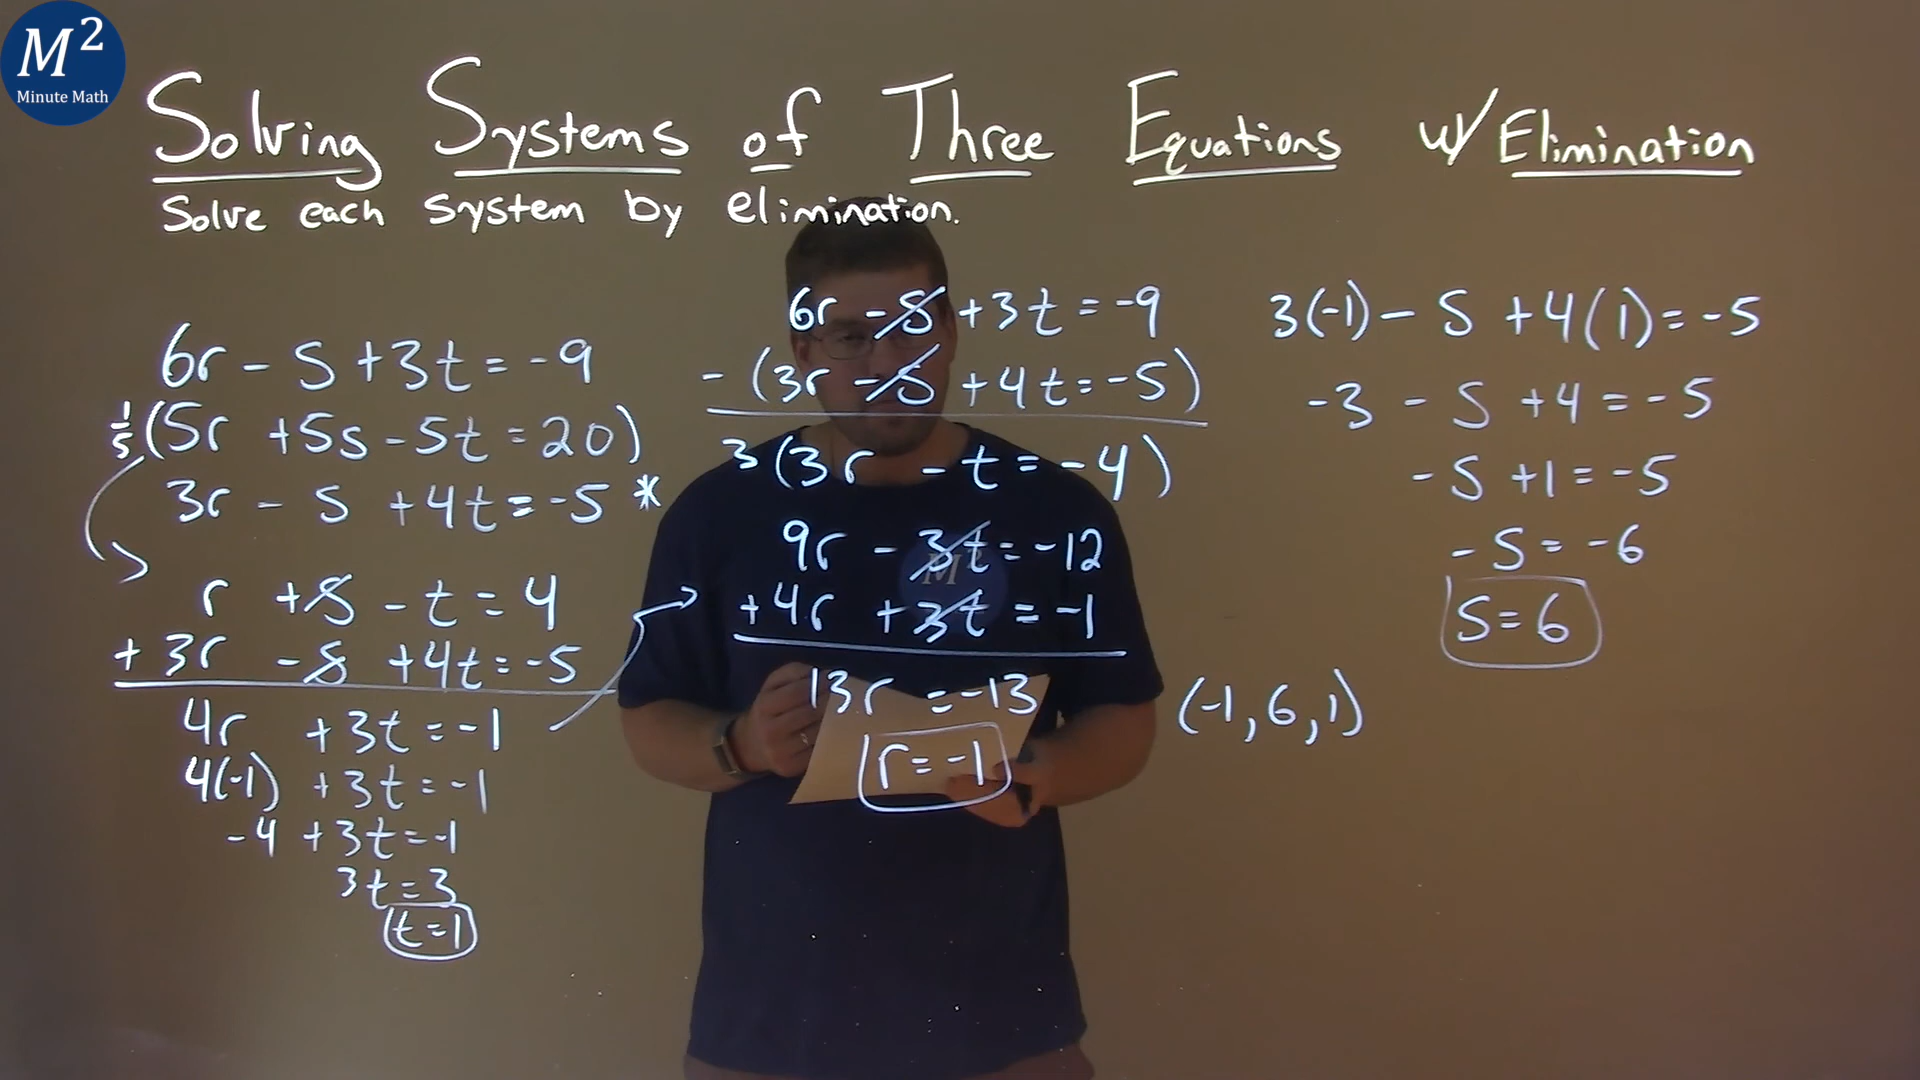 M²
Minute Math
Solving Systems of Three Equations w/ Elimination
Solve each system by elimination.
6r - s + 3t = -9
1/5 (5r + 5s - 5t = 20)
3r - s + 4t = -5 *
r + s - t = 4
+ 3r - s + 4t = -5
4r + 3t = -1
4(-1) + 3t = -1
-4 + 3t = -1
3t = 3
t = 1
6r - s + 3t = -9
- (3r - s + 4t = -5)
3(3r - t = -4)
9r - 3t = -12
+ 4r + 3t = -1
13r = -13
r = -1
3(-1) - s + 4(1) = -5
-3 - s + 4 = -5
-s + 1 = -5
-s = -6
s = 6
(-1, 6, 1)
M²